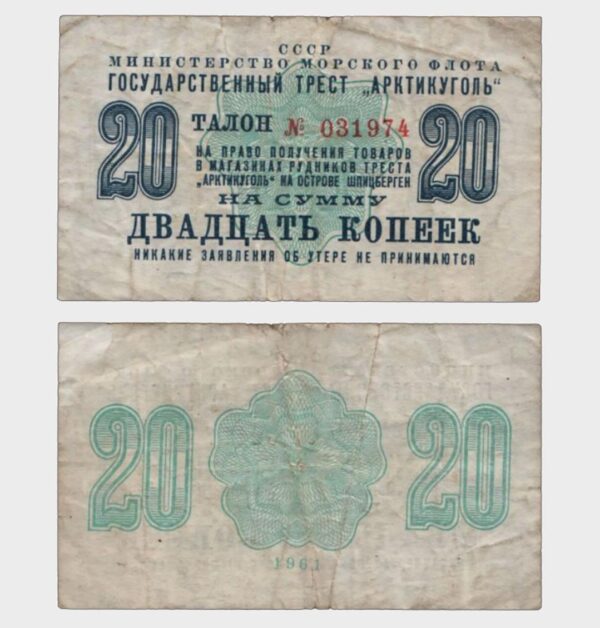 СССР
МИНИСТЕРСТВО МОРСКОГО ФЛОТА
ГОСУДАРСТВЕННЫЙ ТРЕСТ „АРКТИКУГОЛЬ“
20 ТАЛОН № 031974 20
НА ПРАВО ПОЛУЧЕНИЯ ТОВАРОВ
В МАГАЗИНАХ РУДНИКОВ ТРЕСТА
„АРКТИКУГОЛЬ“ НА ОСТРОВЕ ШПИЦБЕРГЕН
НА СУММУ
ДВАДЦАТЬ КОПЕЕК
НИКАКИЕ ЗАЯВЛЕНИЯ ОБ УТЕРЕ НЕ ПРИНИМАЮТСЯ
20 20
1961